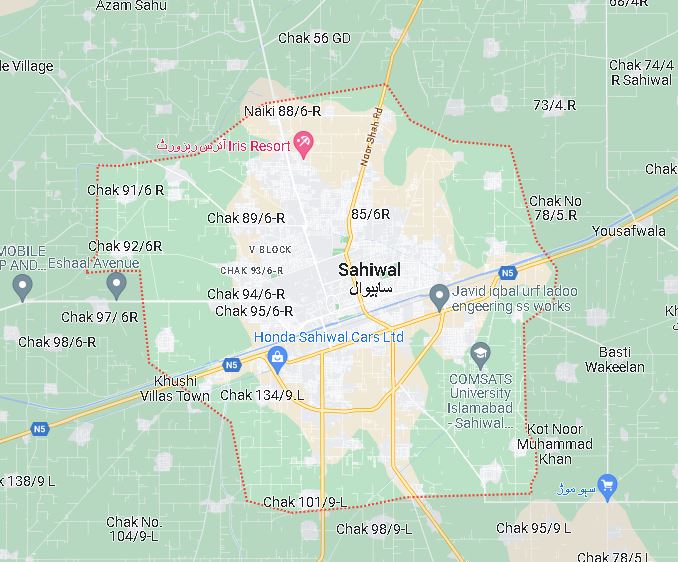 Azam Sahu
68/4R
Chak 56 GD
le Village
Chak 74/4
R Sahiwal
73/4.R
Naiki 88/6-R
Noor Shah Rd
آئرس ریزورٹ Iris Resort
Chak
Chak 91/6 R
Chak No
78/5.R
Chak 89/6-R
85/6R
Yousafwala
Chak 92/6R
V BLOCK
MOBILE
P AND...
Eshaal Avenue
CHAK 93/6-R
Sahiwal
ساہیوال
N5
Chak 94/6-R
Javid iqbal urf ladoo
engeering ss works
Chak 95/6-R
Chak 97/ 6R
Kh
Chak 98/6-R
Honda Sahiwal Cars Ltd
N5
Basti
Wakeelan
Khushi
Villas Town
COMSATS
University
Islamabad
- Sahiwal...
Chak 134/9.L
N5
Kot Noor
Muhammad
Khan
k 138/9 L
سپو موڑ
Chak 101/9-L
Chak No.
104/9-L
Chak 98/9-L
Chak 95/9 L
Chak 78/5 L